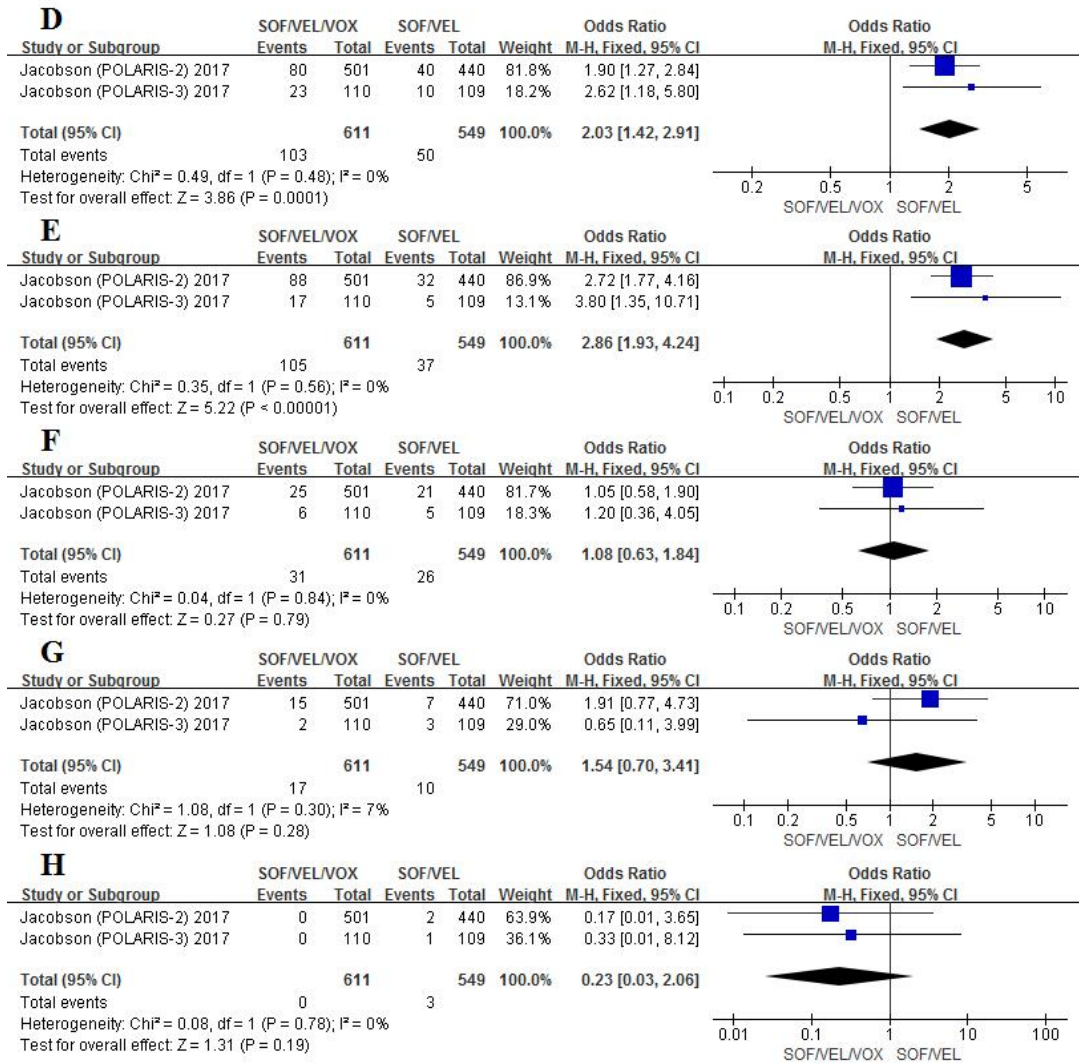 D
SOF/VEL/VOX SOF/VEL Odds Ratio Odds Ratio
Study or Subgroup Events Total Events Total Weight M-H, Fixed, 95% CI M-H, Fixed, 95% CI
Jacobson (POLARIS-2) 2017 80 501 40 440 81.8% 1.90 [1.27, 2.84]
Jacobson (POLARIS-3) 2017 23 110 10 109 18.2% 2.62 [1.18, 5.80]
Total (95% CI) 611 549 100.0% 2.03 [1.42, 2.91]
Total events 103 50
Heterogeneity: Chi² = 0.49, df = 1 (P = 0.48); I² = 0%
Test for overall effect: Z = 3.86 (P = 0.0001)
0.2 0.5 1 2 5
SOF/VEL/VOX SOF/VEL
E
SOF/VEL/VOX SOF/VEL Odds Ratio Odds Ratio
Study or Subgroup Events Total Events Total Weight M-H, Fixed, 95% CI M-H, Fixed, 95% CI
Jacobson (POLARIS-2) 2017 88 501 32 440 86.9% 2.72 [1.77, 4.16]
Jacobson (POLARIS-3) 2017 17 110 5 109 13.1% 3.80 [1.35, 10.71]
Total (95% CI) 611 549 100.0% 2.86 [1.93, 4.24]
Total events 105 37
Heterogeneity: Chi² = 0.35, df = 1 (P = 0.56); I² = 0%
Test for overall effect: Z = 5.22 (P < 0.00001)
0.1 0.2 0.5 1 2 5 10
SOF/VEL/VOX SOF/VEL
F
SOF/VEL/VOX SOF/VEL Odds Ratio Odds Ratio
Study or Subgroup Events Total Events Total Weight M-H, Fixed, 95% CI M-H, Fixed, 95% CI
Jacobson (POLARIS-2) 2017 25 501 21 440 81.7% 1.05 [0.58, 1.90]
Jacobson (POLARIS-3) 2017 6 110 5 109 18.3% 1.20 [0.36, 4.05]
Total (95% CI) 611 549 100.0% 1.08 [0.63, 1.84]
Total events 31 26
Heterogeneity: Chi² = 0.04, df = 1 (P = 0.84); I² = 0%
Test for overall effect: Z = 0.27 (P = 0.79)
0.1 0.2 0.5 1 2 5 10
SOF/VEL/VOX SOF/VEL
G
SOF/VEL/VOX SOF/VEL Odds Ratio Odds Ratio
Study or Subgroup Events Total Events Total Weight M-H, Fixed, 95% CI M-H, Fixed, 95% CI
Jacobson (POLARIS-2) 2017 15 501 7 440 71.0% 1.91 [0.77, 4.73]
Jacobson (POLARIS-3) 2017 2 110 3 109 29.0% 0.65 [0.11, 3.99]
Total (95% CI) 611 549 100.0% 1.54 [0.70, 3.41]
Total events 17 10
Heterogeneity: Chi² = 1.08, df = 1 (P = 0.30); I² = 7%
Test for overall effect: Z = 1.08 (P = 0.28)
0.1 0.2 0.5 1 2 5 10
SOF/VEL/VOX SOF/VEL
H
SOF/VEL/VOX SOF/VEL Odds Ratio Odds Ratio
Study or Subgroup Events Total Events Total Weight M-H, Fixed, 95% CI M-H, Fixed, 95% CI
Jacobson (POLARIS-2) 2017 0 501 2 440 63.9% 0.17 [0.01, 3.65]
Jacobson (POLARIS-3) 2017 0 110 1 109 36.1% 0.33 [0.01, 8.12]
Total (95% CI) 611 549 100.0% 0.23 [0.03, 2.06]
Total events 0 3
Heterogeneity: Chi² = 0.08, df = 1 (P = 0.78); I² = 0%
Test for overall effect: Z = 1.31 (P = 0.19)
0.01 0.1 1 10 100
SOF/VEL/VOX SOF/VEL